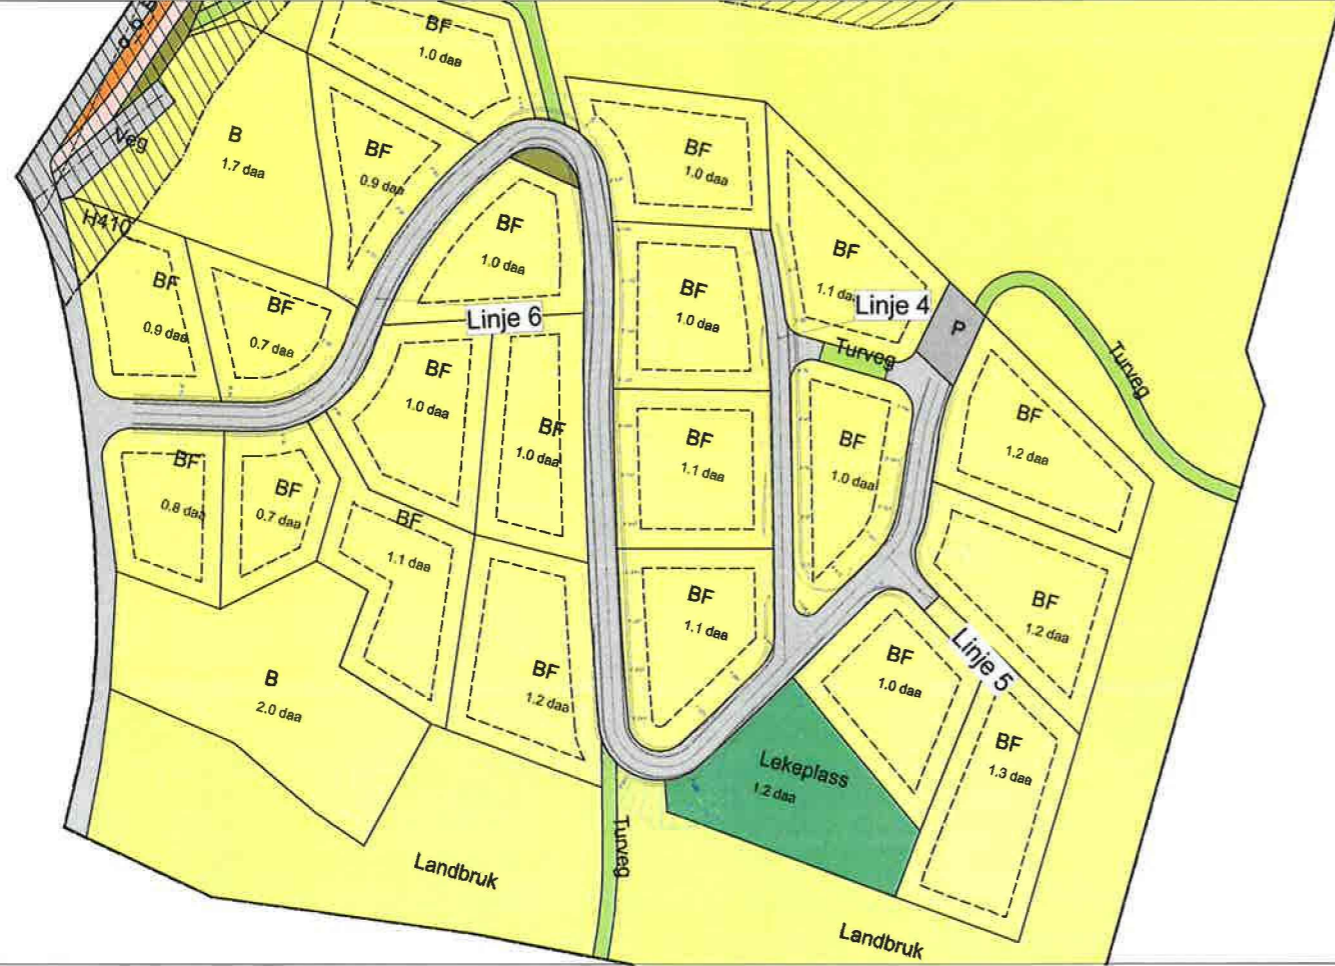 BF
1.0 daa
Veg
B
1.7 daa
BF
0.9 daa
BF
1.0 daa
H410
BF
1.0 daa
BF
1.1 daa
BF
0.9 daa
BF
0.7 daa
Linje 6
BF
1.0 daa
Linje 4
P
Turveg
Turveg
BF
1.0 daa
BF
1.0 daa
BF
1.1 daa
BF
1.0 daa
BF
1.2 daa
BF
0.8 daa
BF
0.7 daa
BF
1.1 daa
BF
1.1 daa
BF
1.2 daa
B
2.0 daa
BF
1.2 daa
BF
1.0 daa
Linje 5
BF
1.3 daa
Lekeplass
1.2 daa
Turveg
Landbruk
Landbruk